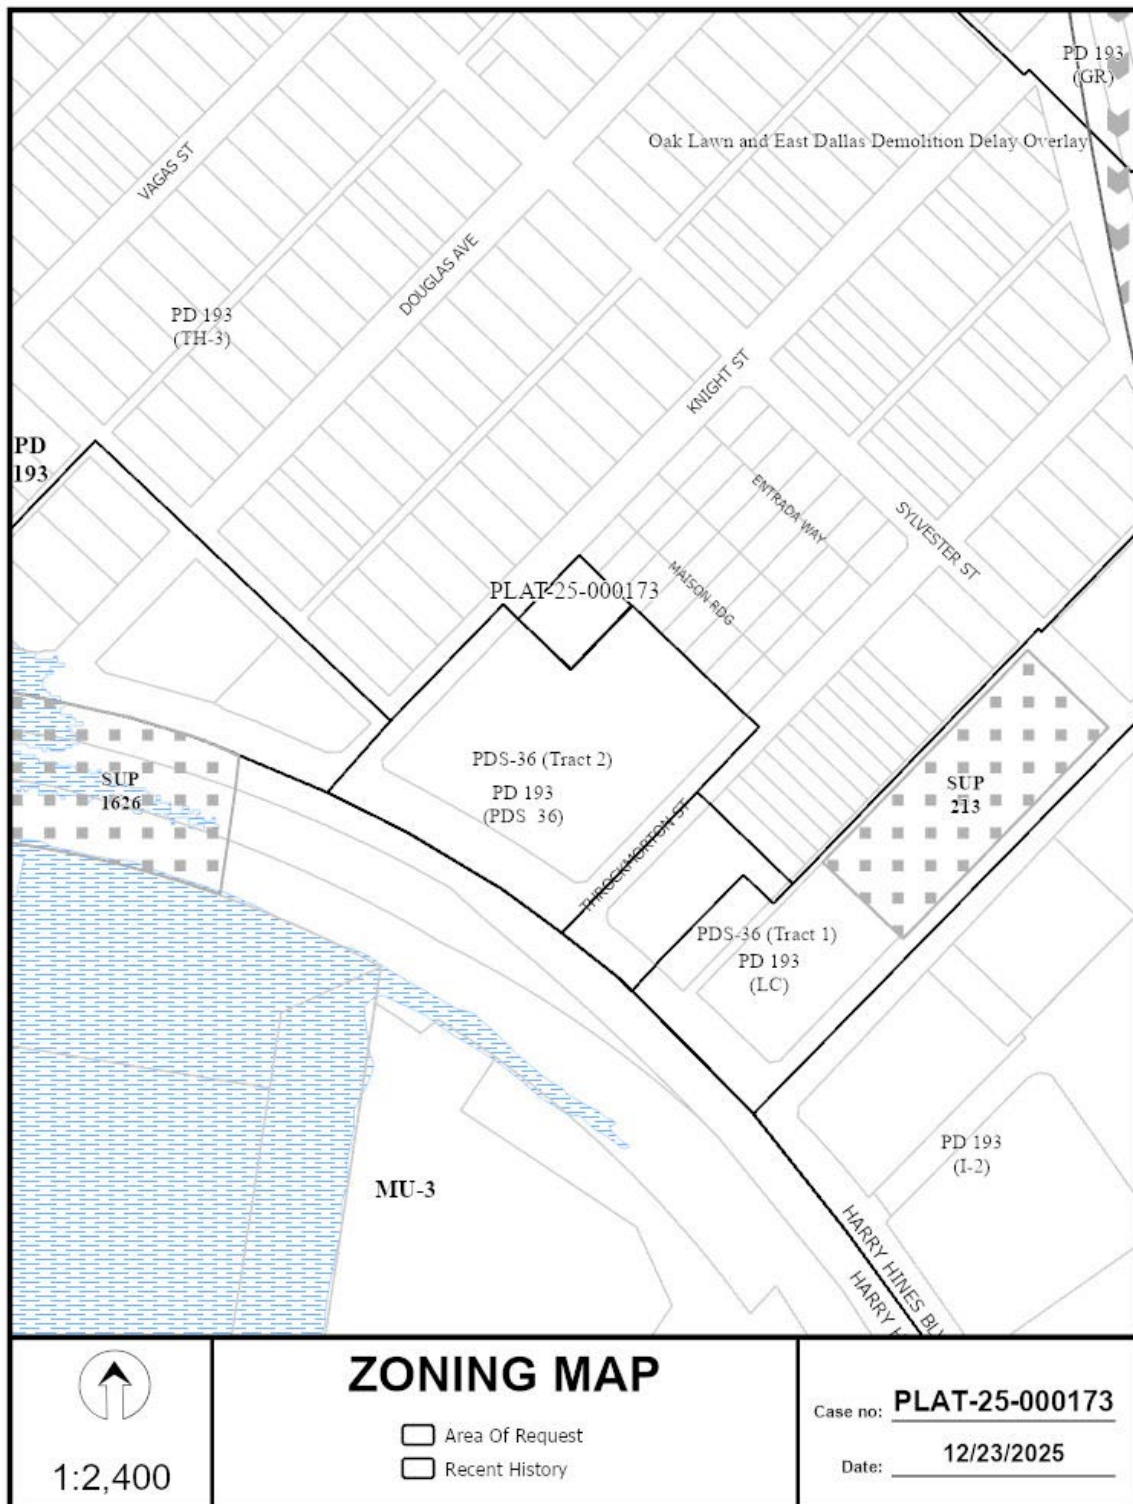 PD 193
(GR)
Oak Lawn and East Dallas Demolition Delay Overlay
VAGAS ST
DOUGLAS AVE
PD 193
(TH-3)
KNIGHT ST
PD
193
ENTRADA WAY
SYLVESTER ST
MAISON RDG
PLAT-25-000173
PDS-36 (Tract 2)
PD 193
(PDS 36)
SUP
1626
SUP
213
THROCKMORTON ST
PDS-36 (Tract 1)
PD 193
(LC)
PD 193
(I-2)
MU-3
HARRY HINES BLV
HARRY H
ZONING MAP
Area Of Request
Recent History
1:2,400
Case no: PLAT-25-000173
Date: 12/23/2025